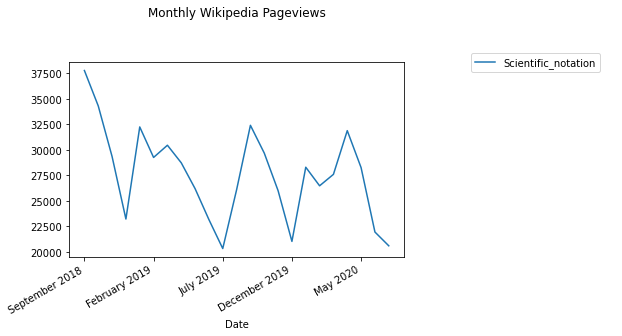 Monthly Wikipedia Pageviews
Scientific_notation
37500
35000
32500
30000
27500
25000
22500
20000
September 2018
February 2019
July 2019
December 2019
May 2020
Date